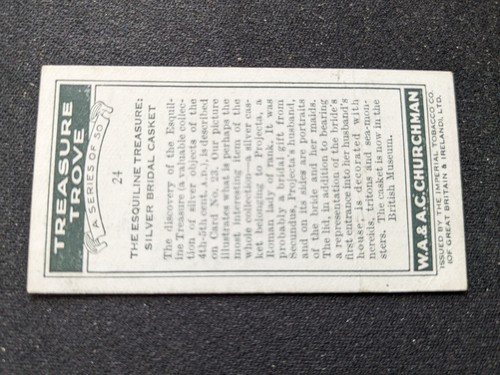 TREASURE
TROVE
A SERIES OF 50
24
THE ESQUILINE TREASURE:
SILVER BRIDAL CASKET
The discovery of the Esquil-
ine Treasure (a unique collec-
tion of silver objects of the
4th-5th cent. A.D.), is described
on Card No. 23. Our picture
illustrates what is perhaps the
most interesting item of the
whole collection—a silver cas-
ket belonging to Projecta, a
Roman lady of rank. It was
probably a bridal gift from
Secundus, Projecta's husband,
and on its sides are portraits
of the bride and her maids.
The lid, in addition to bearing
a representation of the bride's
first entrance into her husband's
house, is decorated with
nereids, tritons and sea-mon-
sters. The casket is now in the
British Museum.
W.A. & A.C. CHURCHMAN
ISSUED BY THE IMPERIAL TOBACCO CO.
(OF GREAT BRITAIN & IRELAND), LTD.